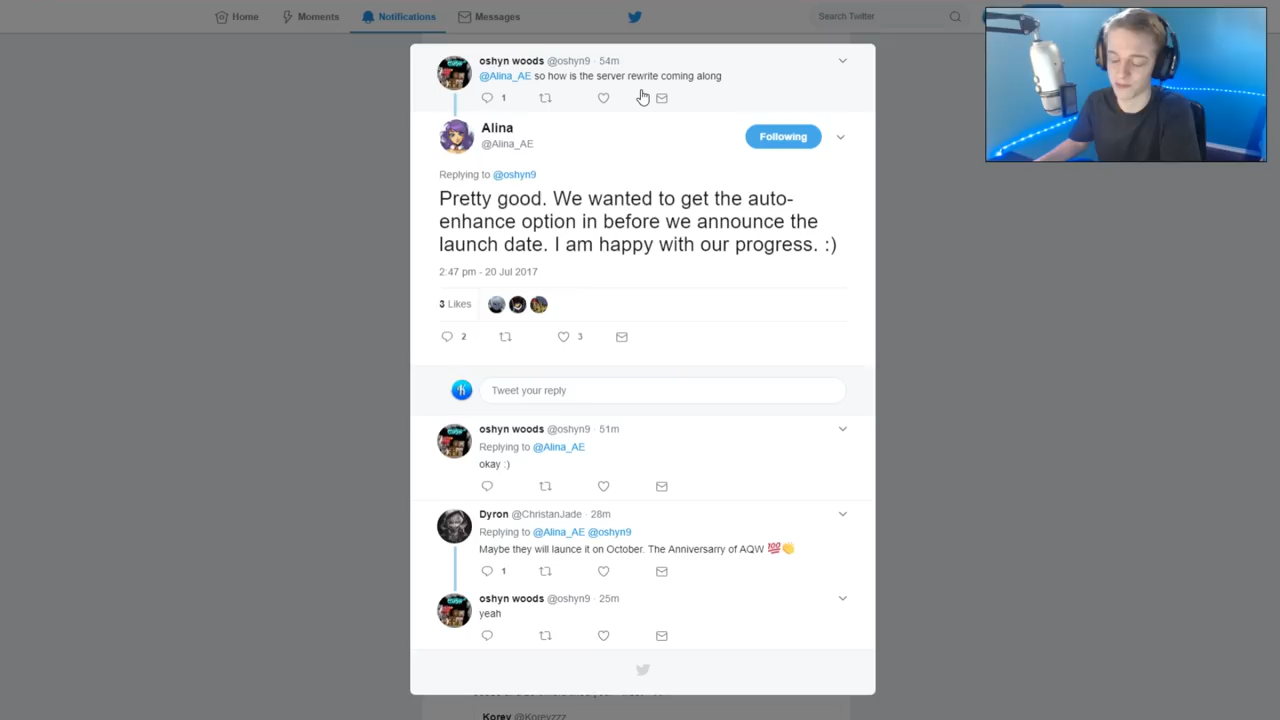 Home
Moments
Notifications
Messages
Search Twitter
oshyn woods @oshyn9 · 54m
@Alina_AE so how is the server rewrite coming along
1
Alina
@Alina_AE
Following
Replying to @oshyn9
Pretty good. We wanted to get the auto-
enhance option in before we announce the
launch date. I am happy with our progress. :)
2:47 pm - 20 Jul 2017
3 Likes
2
3
Tweet your reply
oshyn woods @oshyn9 · 51m
Replying to @Alina_AE
okay :)
Dyron @ChristanJade · 28m
Replying to @Alina_AE @oshyn9
Maybe they will launce it on October. The Anniversarry of AQW 💯👏
1
oshyn woods @oshyn9 · 25m
yeah
Korey @Koreyzzz